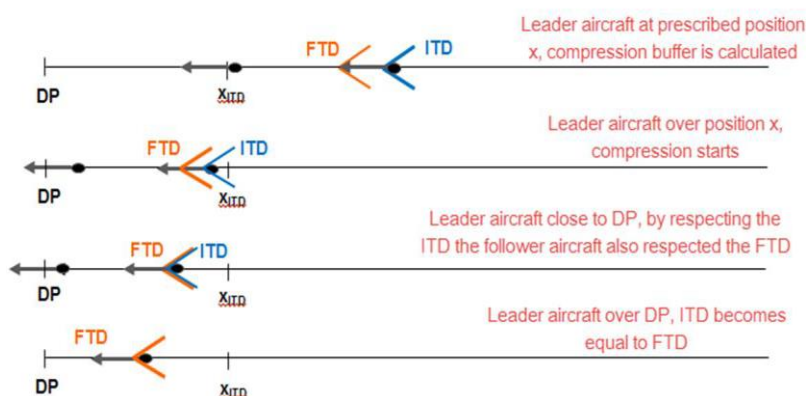 Leader aircraft at prescribed position
x, compression buffer is calculated
FTD
ITD
DP
xITD
Leader aircraft over position x,
compression starts
FTD
ITD
DP
xITD
Leader aircraft close to DP, by respecting the
ITD the follower aircraft also respected the FTD
FTD
ITD
DP
xITD
Leader aircraft over DP, ITD becomes
equal to FTD
FTD
DP
xITD